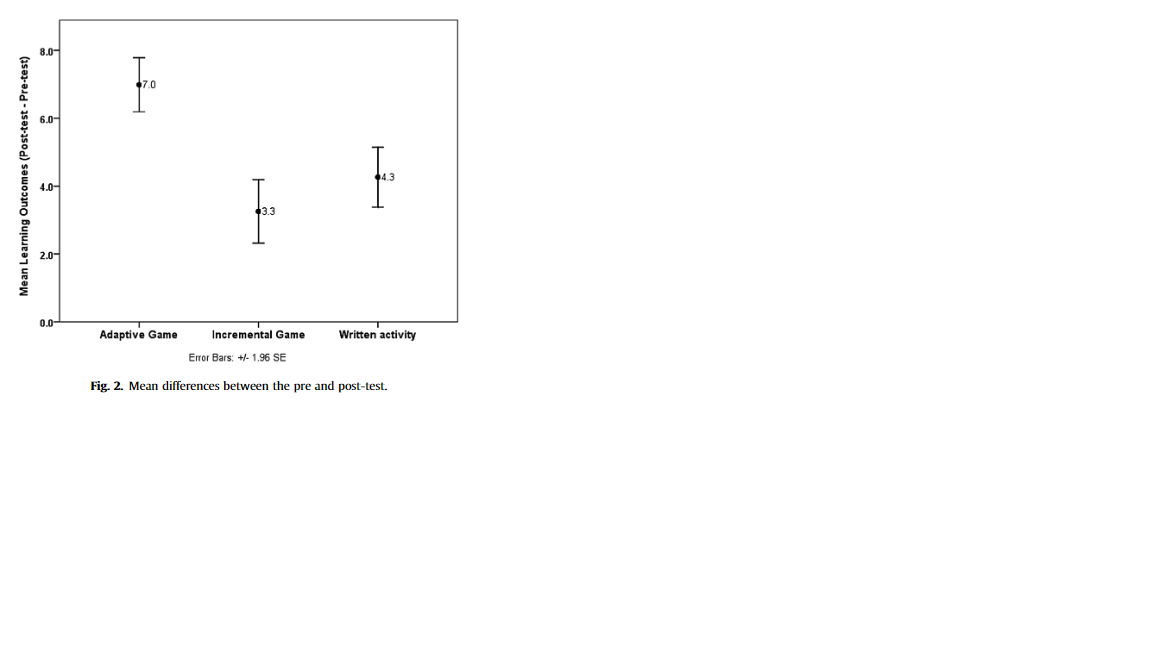 Mean Learning Outcomes (Post-test - Pre-test)
8.0
6.0
4.0
2.0
0.0
7.0
3.3
4.3
Adaptive Game
Incremental Game
Written activity
Error Bars: +/- 1.96 SE
Fig. 2. Mean differences between the pre and post-test.